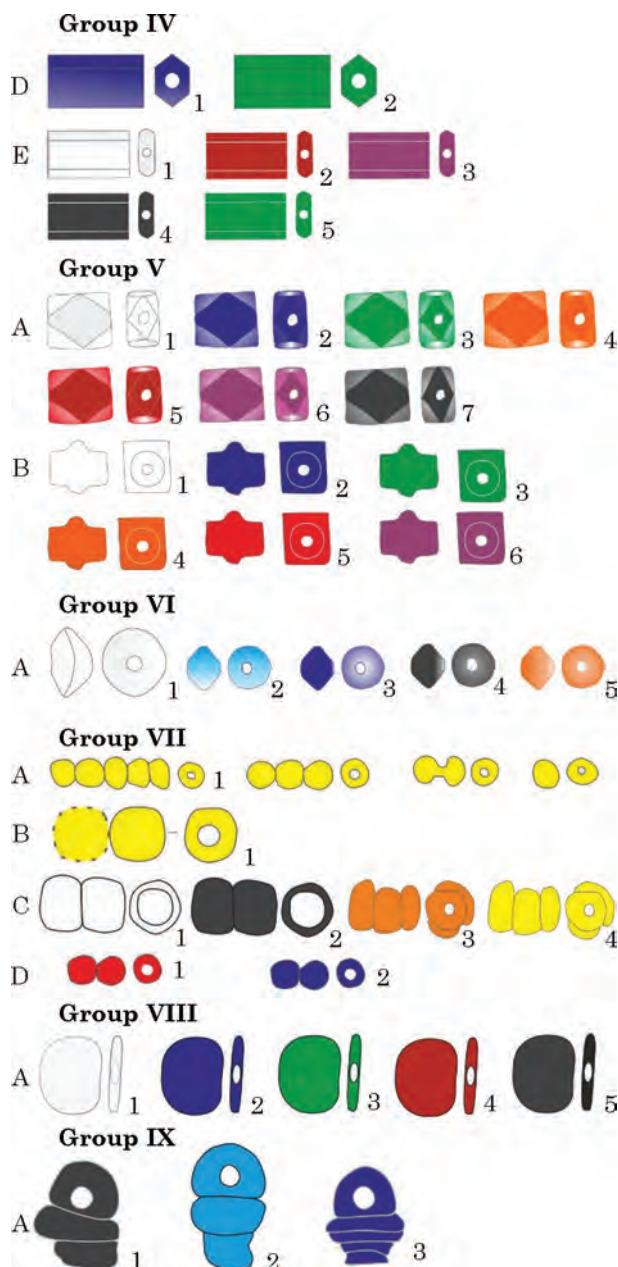 Group IV
D 1 2
E 1 2 3
4 5
Group V
A 1 2 3 4
5 6 7
B 1 2 3
4 5 6
Group VI
A 1 2 3 4 5
Group VII
A 1
B 1
C 1 2 3 4
D 1 2
Group VIII
A 1 2 3 4 5
Group IX
A 1 2 3